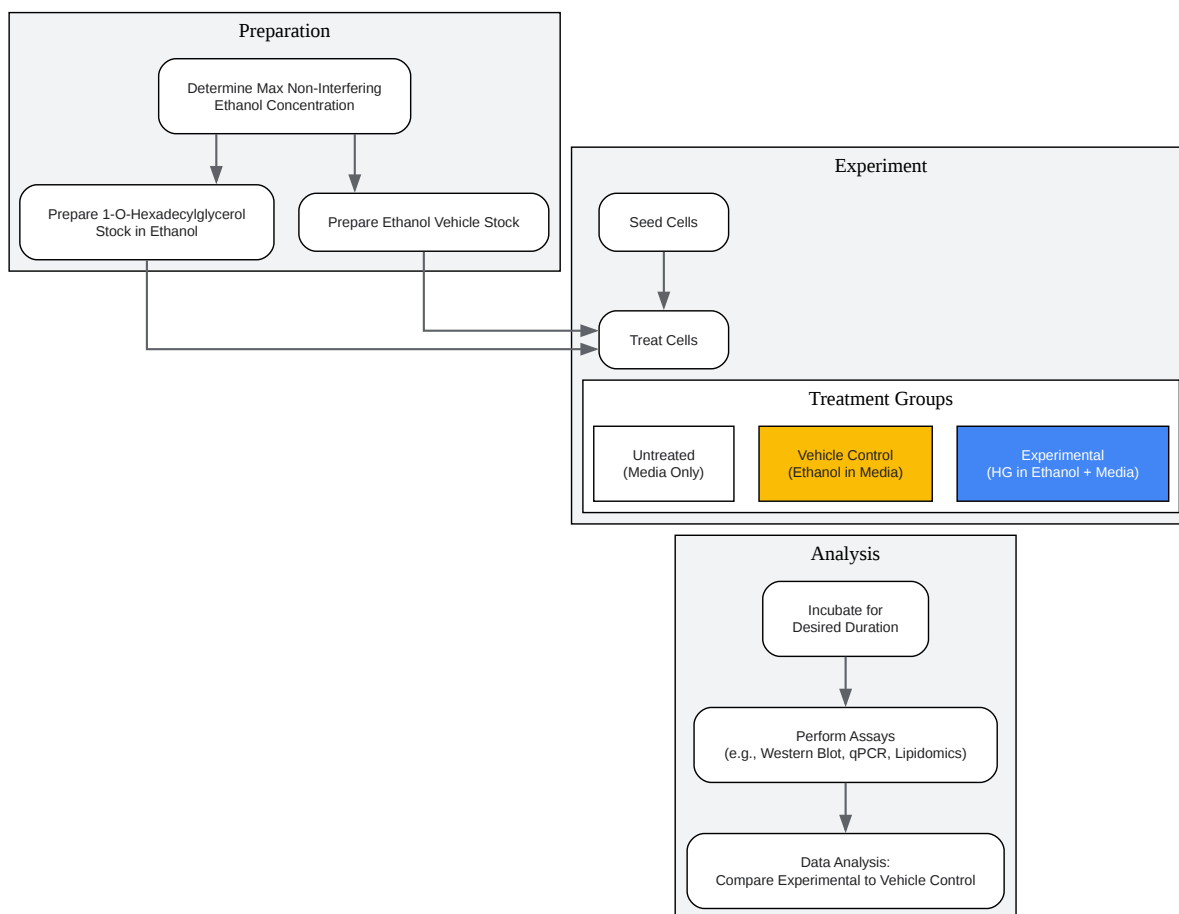 Preparation
Determine Max Non-Interfering
Ethanol Concentration
Prepare 1-O-Hexadecylglycerol
Stock in Ethanol
Prepare Ethanol Vehicle Stock
Experiment
Seed Cells
Treat Cells
Treatment Groups
Untreated
(Media Only)
Vehicle Control
(Ethanol in Media)
Experimental
(HG in Ethanol + Media)
Analysis
Incubate for
Desired Duration
Perform Assays
(e.g., Western Blot, qPCR, Lipidomics)
Data Analysis:
Compare Experimental to Vehicle Control